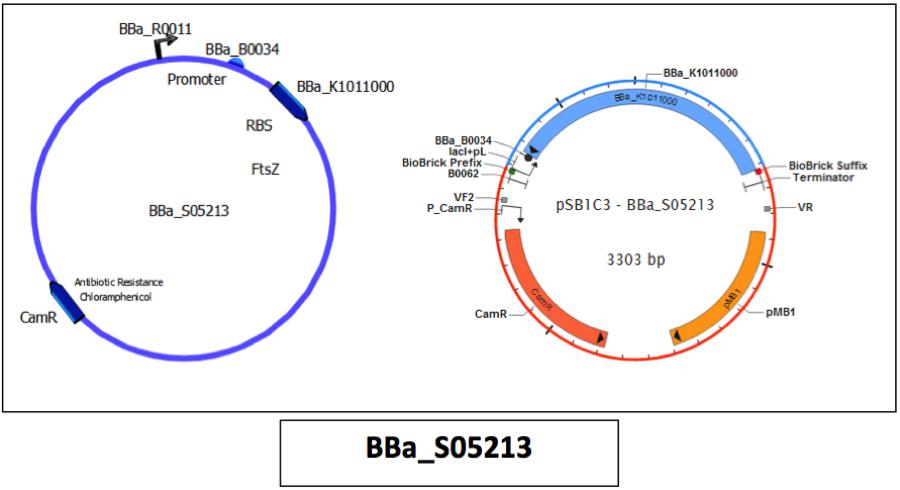 BBa_R0011
BBa_B0034
Promoter
BBa_K1011000
RBS
FtsZ
BBa_S05213
Antibiotic Resistance
Chloramphenicol
CamR
BBa_K1011000
BBa_K1011000
BBa_B0034
lacI+pL
BioBrick Prefix
B0062
BioBrick Suffix
Terminator
VF2
P_CamR
VR
pSB1C3 - BBa_S05213
3303 bp
CamR
CamR
pMB1
pMB1
BBa_S05213